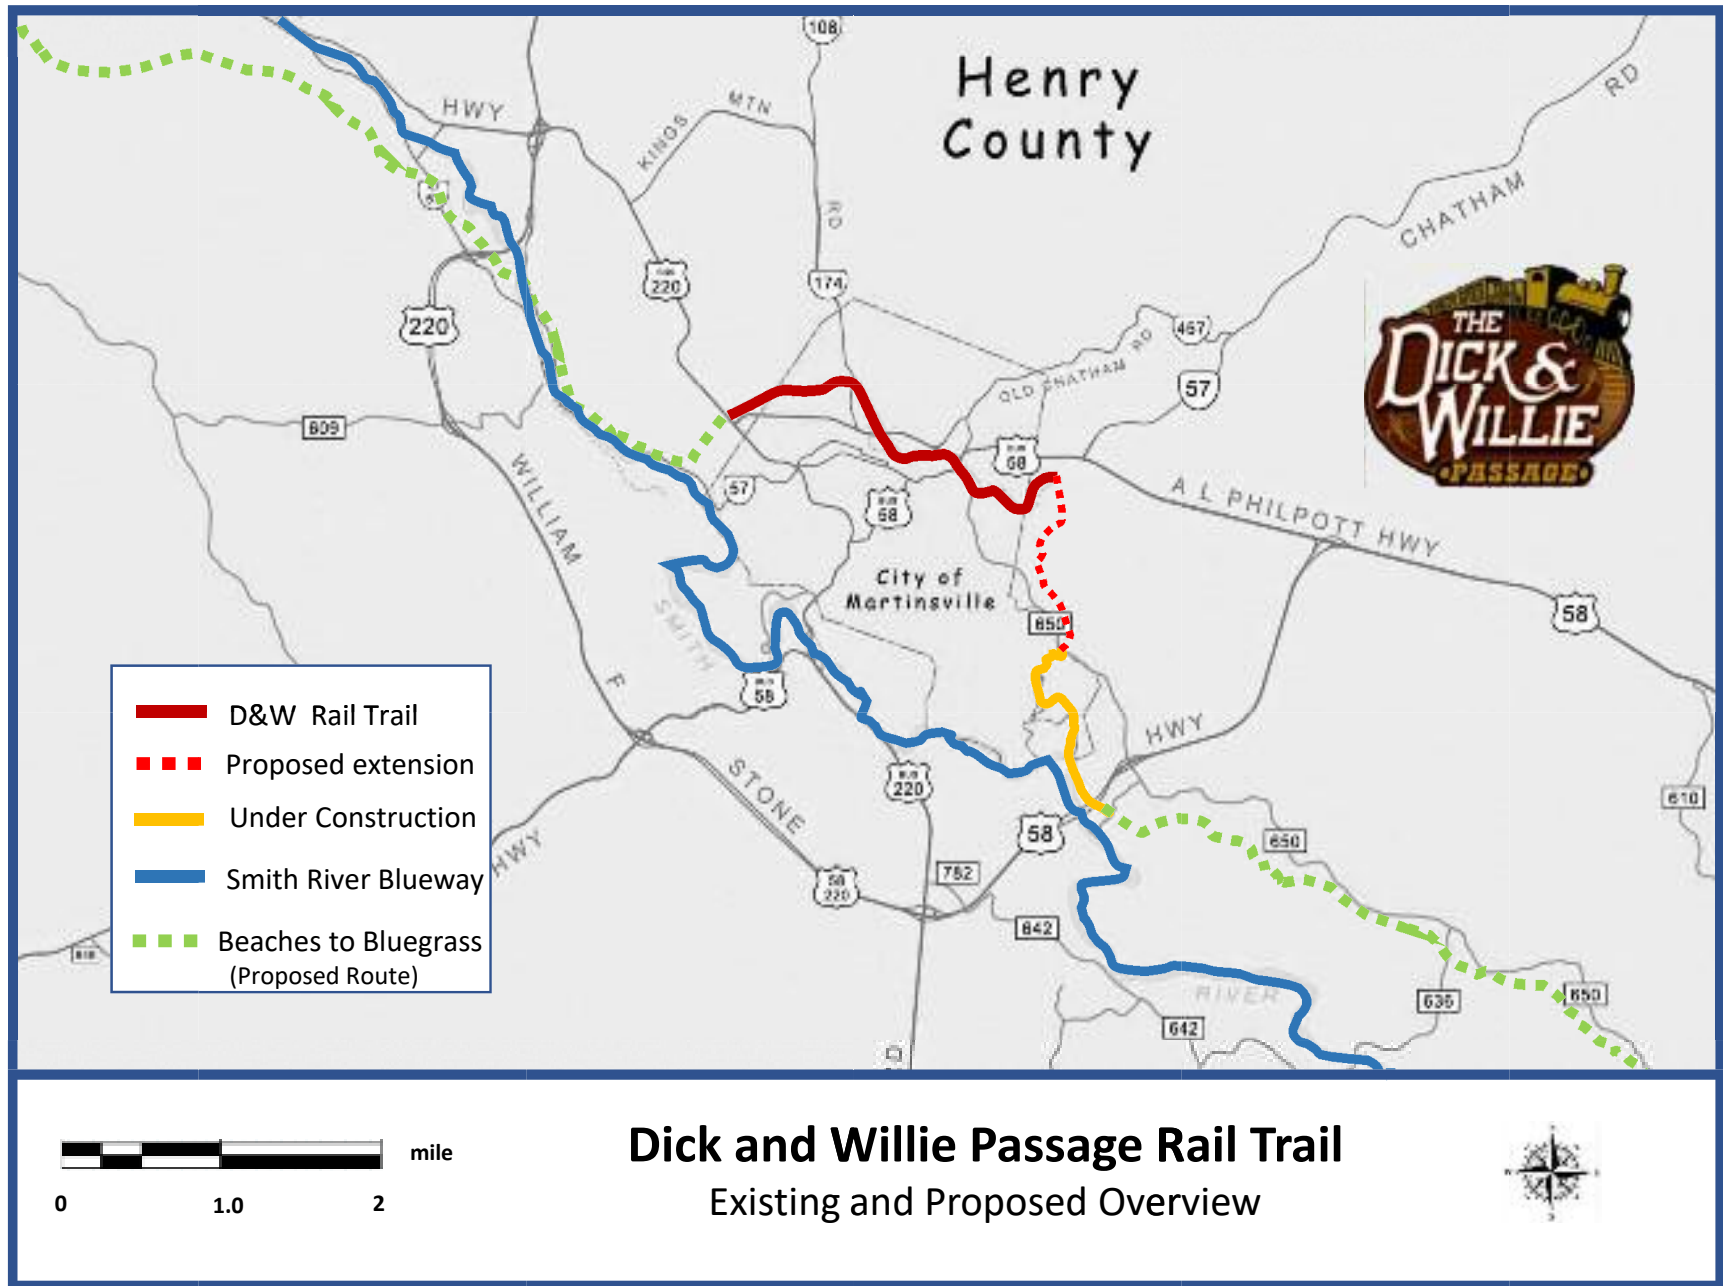 108
Henry
County
HWY
KINGS
MTN
RD
RD
CHATHAM
220
174
220
467
OLD CHATHAM RD
57
609
THE
DICK &
WILLIE
PASSAGE
WILLIAM
57
68
68
A L PHILPOTT HWY
City of
Martinsville
SMITH
650
58
58
F
HWY
STONE
220
58
610
HWY
58
220
782
650
642
RIVER
636
650
642
D&W Rail Trail
Proposed extension
Under Construction
Smith River Blueway
Beaches to Bluegrass
(Proposed Route)
mile
0 1.0 2
Dick and Willie Passage Rail Trail
Existing and Proposed Overview